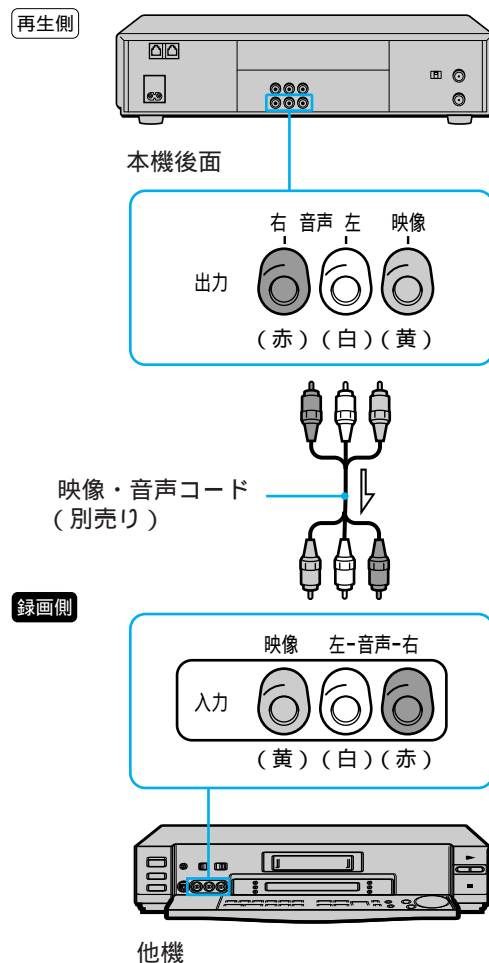 再生側
本機後面
右 音声 左 映像
出力
（赤）（白）（黄）
映像・音声コード
（別売り）
録画側
映像 左-音声-右
入力
（黄）（白）（赤）
他機